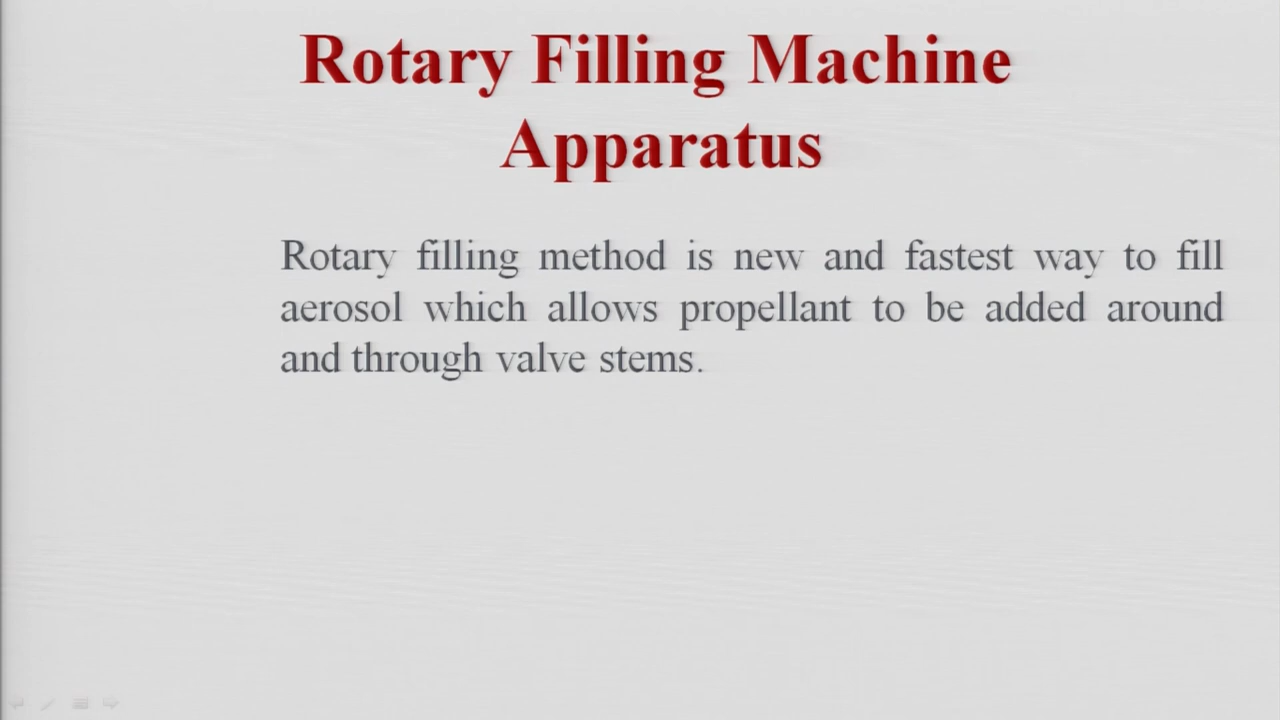 Rotary Filling Machine
Apparatus
Rotary filling method is new and fastest way to fill
aerosol which allows propellant to be added around
and through valve stems.